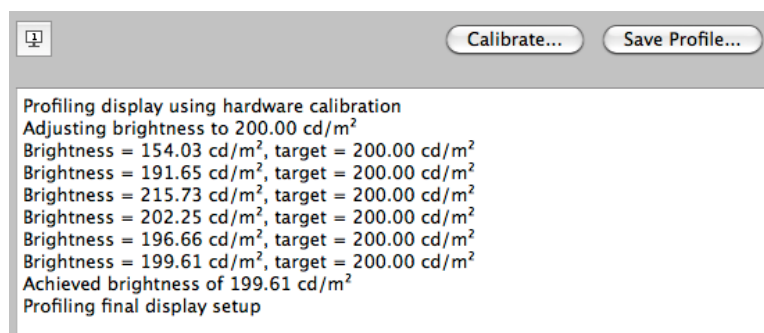 1
Calibrate... Save Profile...
Profiling display using hardware calibration
Adjusting brightness to 200.00 cd/m²
Brightness = 154.03 cd/m², target = 200.00 cd/m²
Brightness = 191.65 cd/m², target = 200.00 cd/m²
Brightness = 215.73 cd/m², target = 200.00 cd/m²
Brightness = 202.25 cd/m², target = 200.00 cd/m²
Brightness = 196.66 cd/m², target = 200.00 cd/m²
Brightness = 199.61 cd/m², target = 200.00 cd/m²
Achieved brightness of 199.61 cd/m²
Profiling final display setup